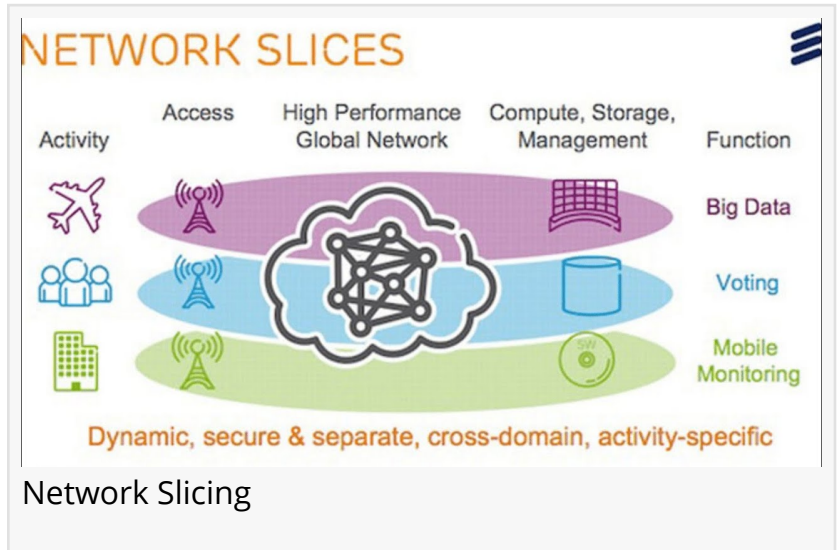 NETWORK SLICES
Activity
Access
High Performance
Global Network
Compute, Storage,
Management
Function
Big Data
Voting
SW
Mobile
Monitoring
Dynamic, secure & separate, cross-domain, activity-specific
Network Slicing